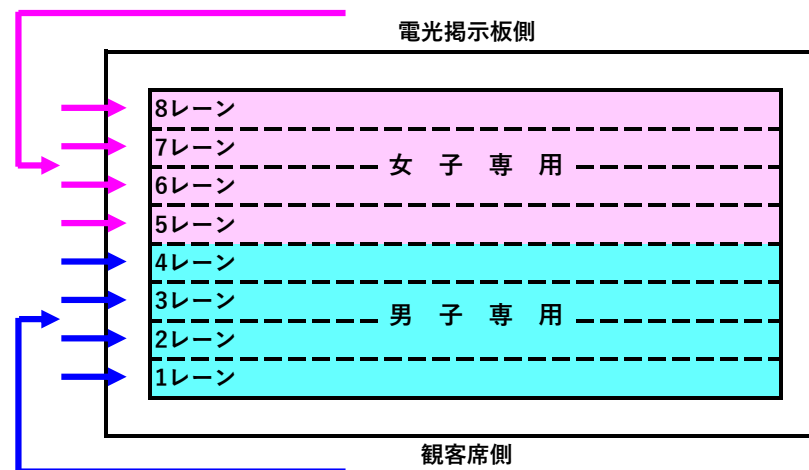 電光掲示板側
8レーン
7レーン
女 子 専 用
6レーン
5レーン
4レーン
3レーン
男 子 専 用
2レーン
1レーン
観客席側